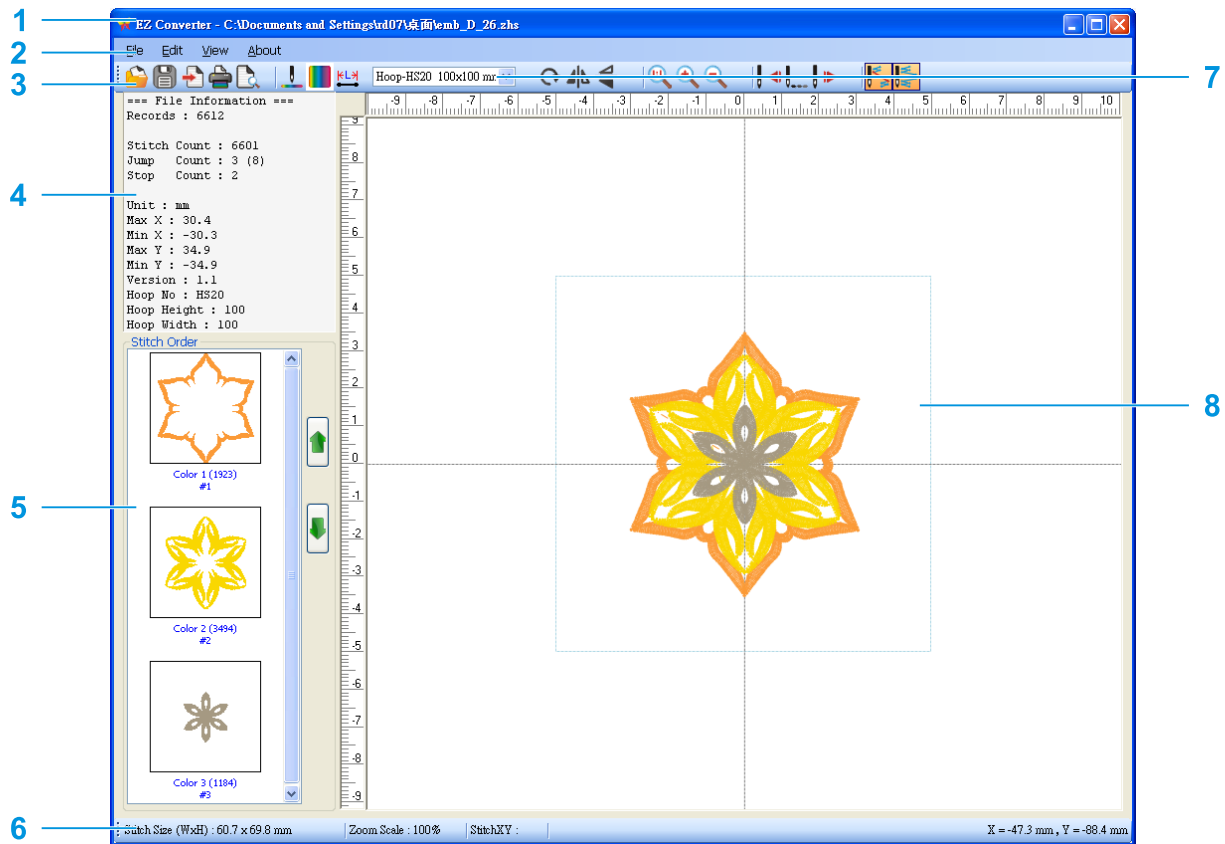 1
EZ Converter - C:\Documents and Settings\rd07\桌面\emb_D_26.zhs
2
File Edit View About
3
L
Hoop-HS20 100x100 mm
1:1
7
=== File Information ===
Records : 6612
Stitch Count : 6601
Jump Count : 3 (8)
Stop Count : 2
4
Unit : mm
Max X : 30.4
Min X : -30.3
Max Y : 34.9
Min Y : -34.9
Version : 1.1
Hoop No : HS20
Hoop Height : 100
Hoop Width : 100
-9 -8 -7 -6 -5 -4 -3 -2 -1 0 1 2 3 4 5 6 7 8 9 10
9
8
7
6
5
4
3
2
1
0
-1
-2
-3
-4
-5
-6
-7
-8
-9
8
Stitch Order
Color 1 (1923)
#1
5
Color 2 (3494)
#2
Color 3 (1184)
#3
6
Stitch Size (WxH) : 60.7 x 69.8 mm Zoom Scale : 100% StitchXY : X = -47.3 mm , Y = -88.4 mm